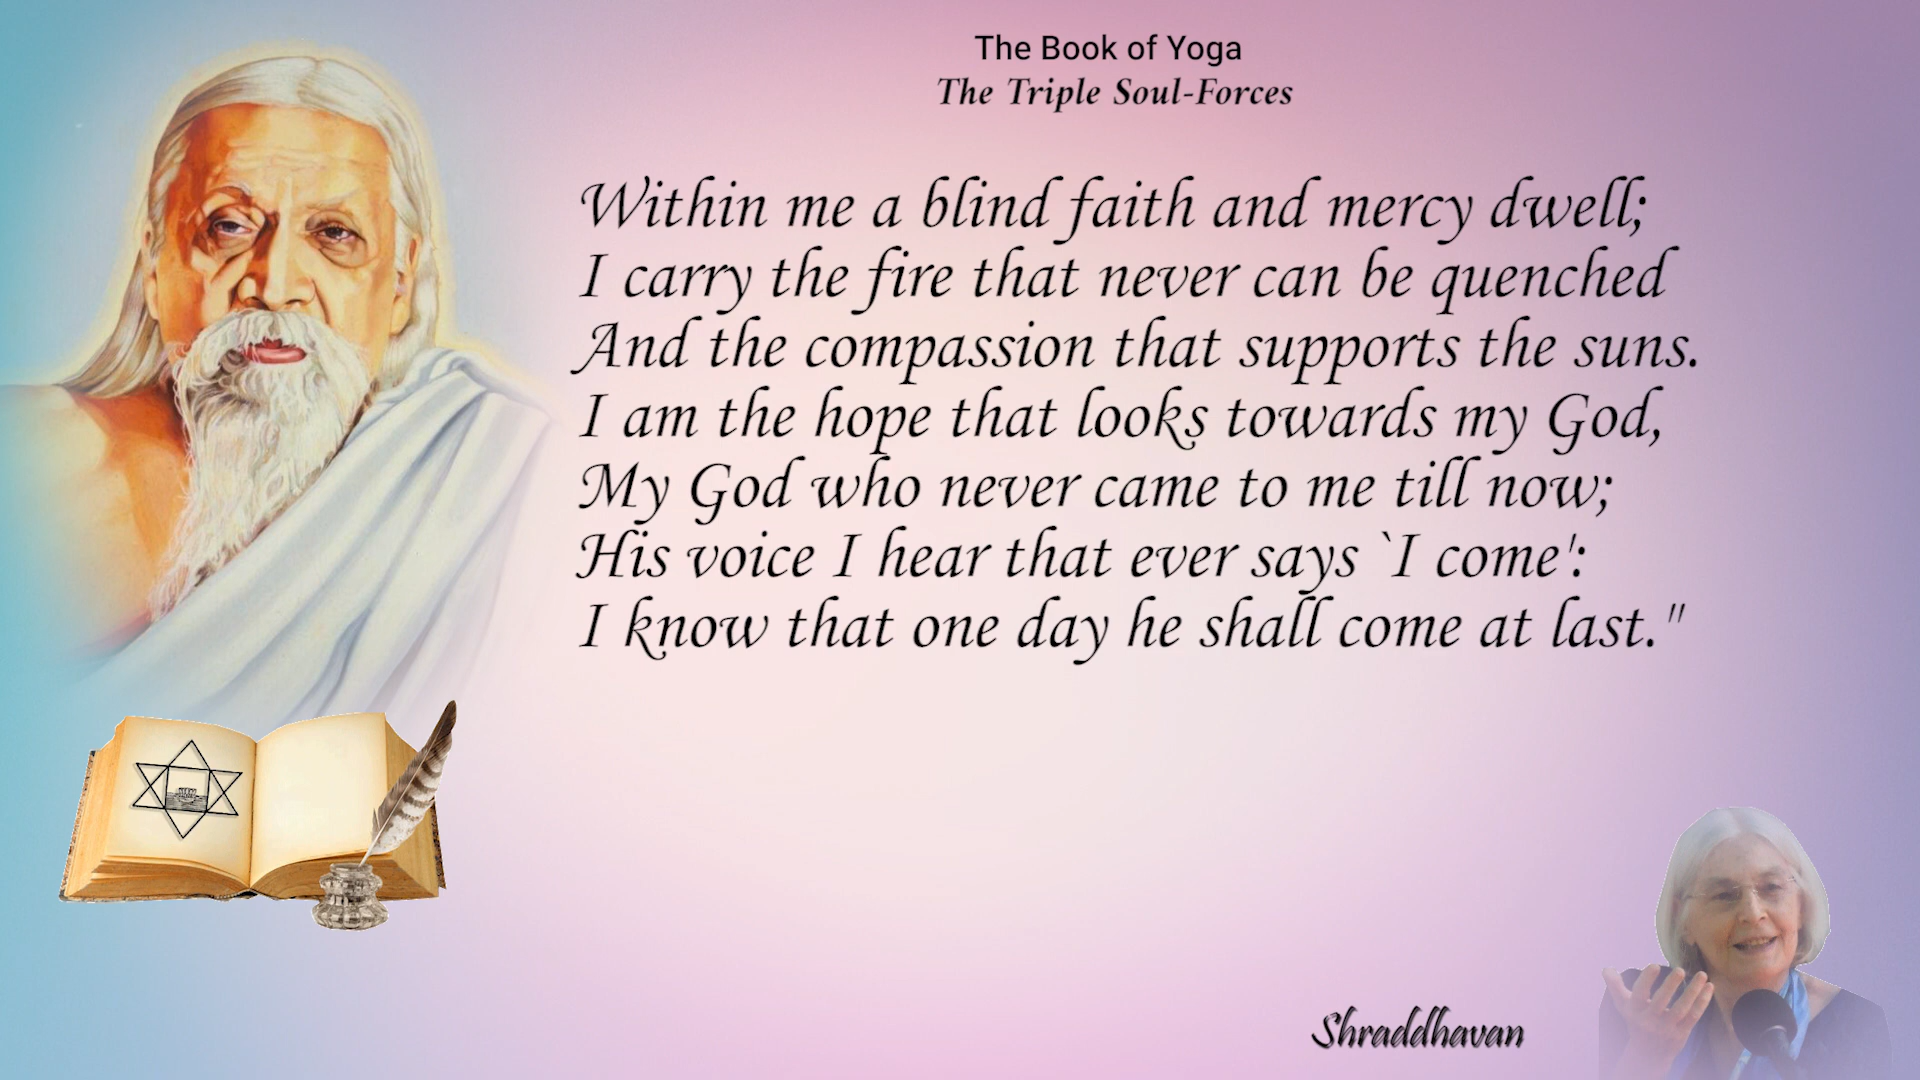 The Book of Yoga
The Triple Soul-Forces
Within me a blind faith and mercy dwell;
I carry the fire that never can be quenched
And the compassion that supports the suns.
I am the hope that looks towards my God,
My God who never came to me till now;
His voice I hear that ever says `I come':
I know that one day he shall come at last."
Shraddhavan